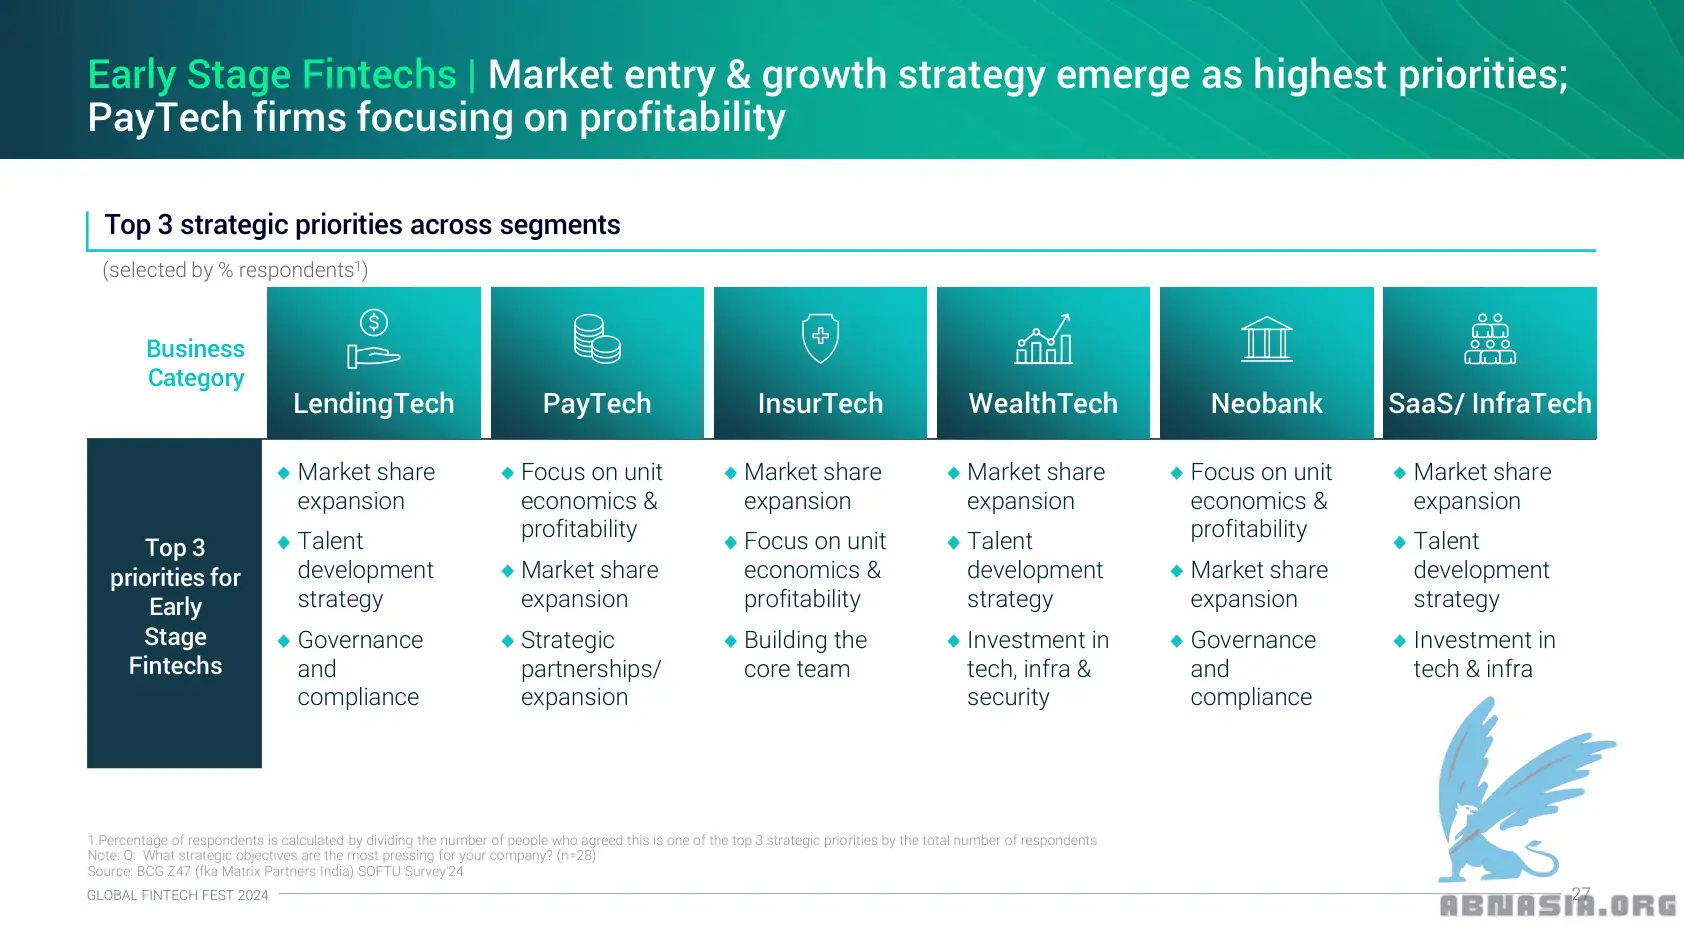 Early Stage Fintechs | Market entry & growth strategy emerge as highest priorities;
PayTech firms focusing on profitability
Top 3 strategic priorities across segments
(selected by % respondents¹)
Business
Category
LendingTech
PayTech
InsurTech
WealthTech
Neobank
SaaS/ InfraTech
Top 3
priorities for
Early
Stage
Fintechs
Market share
expansion
Talent
development
strategy
Governance
and
compliance
Focus on unit
economics &
profitability
Market share
expansion
Strategic
partnerships/
expansion
Market share
expansion
Focus on unit
economics &
profitability
Building the
core team
Market share
expansion
Talent
development
strategy
Investment in
tech, infra &
security
Focus on unit
economics &
profitability
Market share
expansion
Governance
and
compliance
Market share
expansion
Talent
development
strategy
Investment in
tech & infra
1.Percentage of respondents is calculated by dividing the number of people who agreed this is one of the top 3 strategic priorities by the total number of respondents
Note: Q: What strategic objectives are the most pressing for your company? (n=28)
Source: BCG Z47 (fka Matrix Partners India) SOFTU Survey'24
GLOBAL FINTECH FEST 2024
27
ABNASIA.ORG